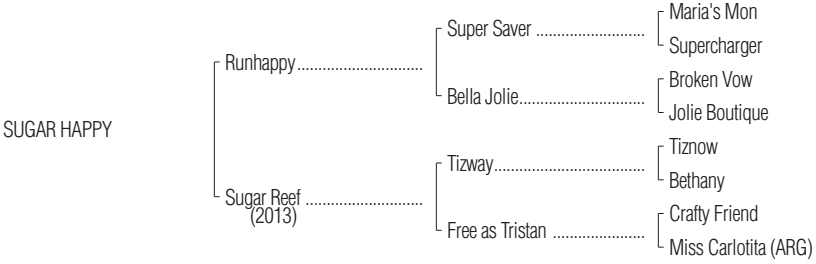 Maria's Mon
Super Saver ..........................
Supercharger
Runhappy..............................
Broken Vow
Bella Jolie..............................
Jolie Boutique
SUGAR HAPPY
Tiznow
Tizway....................................
Bethany
Sugar Reef ............................
(2013)
Crafty Friend
Free as Tristan ......................
Miss Carlotita (ARG)